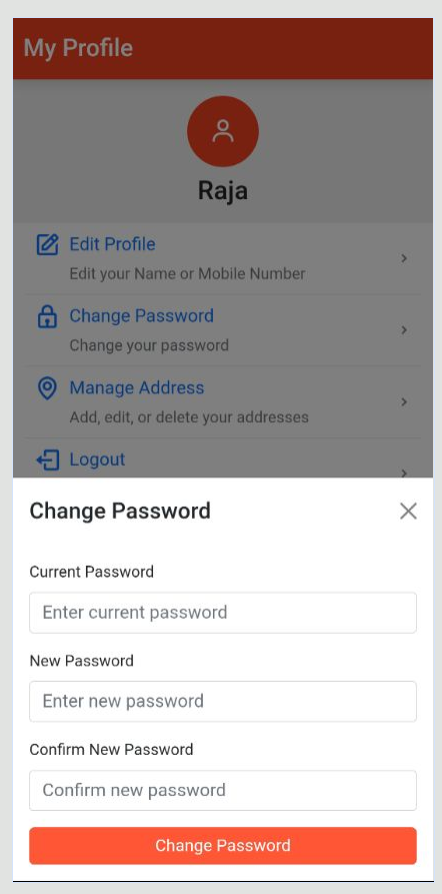 My Profile
Raja
Edit Profile
Edit your Name or Mobile Number
Change Password
Change your password
Manage Address
Add, edit, or delete your addresses
Logout
Change Password
Current Password
Enter current password
New Password
Enter new password
Confirm New Password
Confirm new password
Change Password